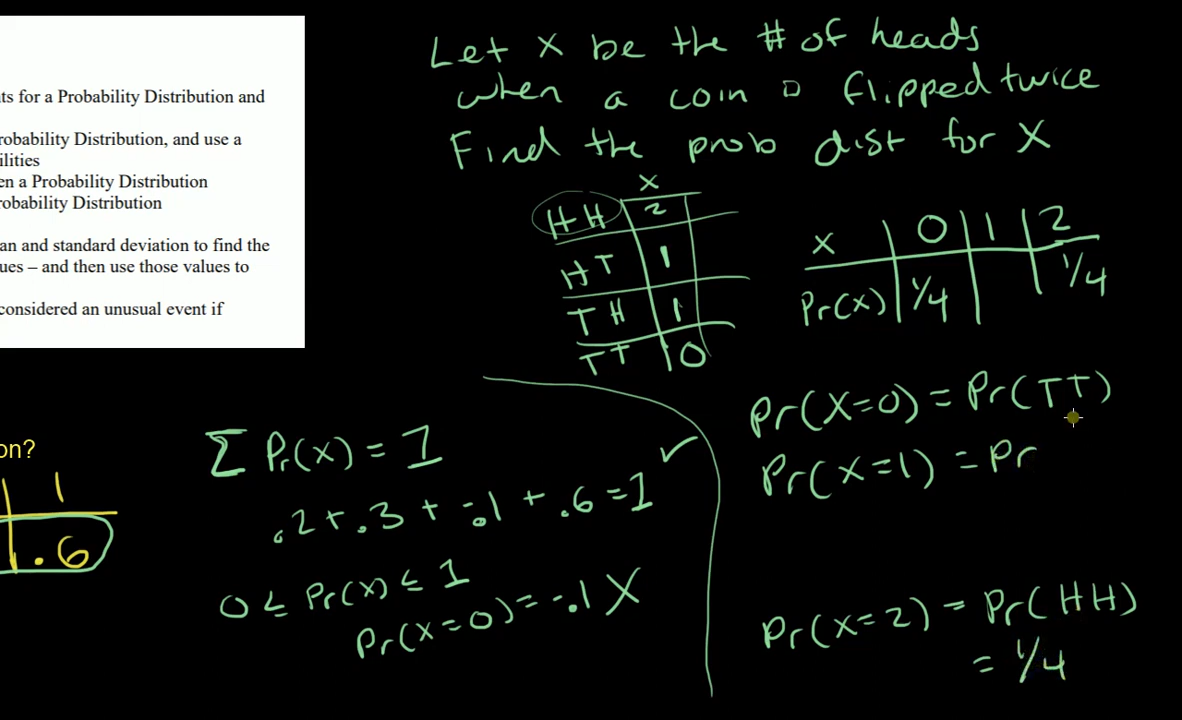 ts for a Probability Distribution and
robability Distribution, and use a
ilities
en a Probability Distribution
robability Distribution
an and standard deviation to find the
ues – and then use those values to
considered an unusual event if
on?
1
.6
Let X be the # of heads
when a coin is flipped twice
Find the prob dist for X
X
HH 2
HT 1
TH 1
TT 0
X 0 1 2
Pr(X) 1/4 1/4
Σ Pr(X) = 1
.2 + .3 + -.1 + .6 = 1 ✓
0 ≤ Pr(X) ≤ 1
Pr(X=0) = -.1 X
Pr(X=0) = Pr(TT)
Pr(X=1) = Pr
Pr(X=2) = Pr(HH)
= 1/4